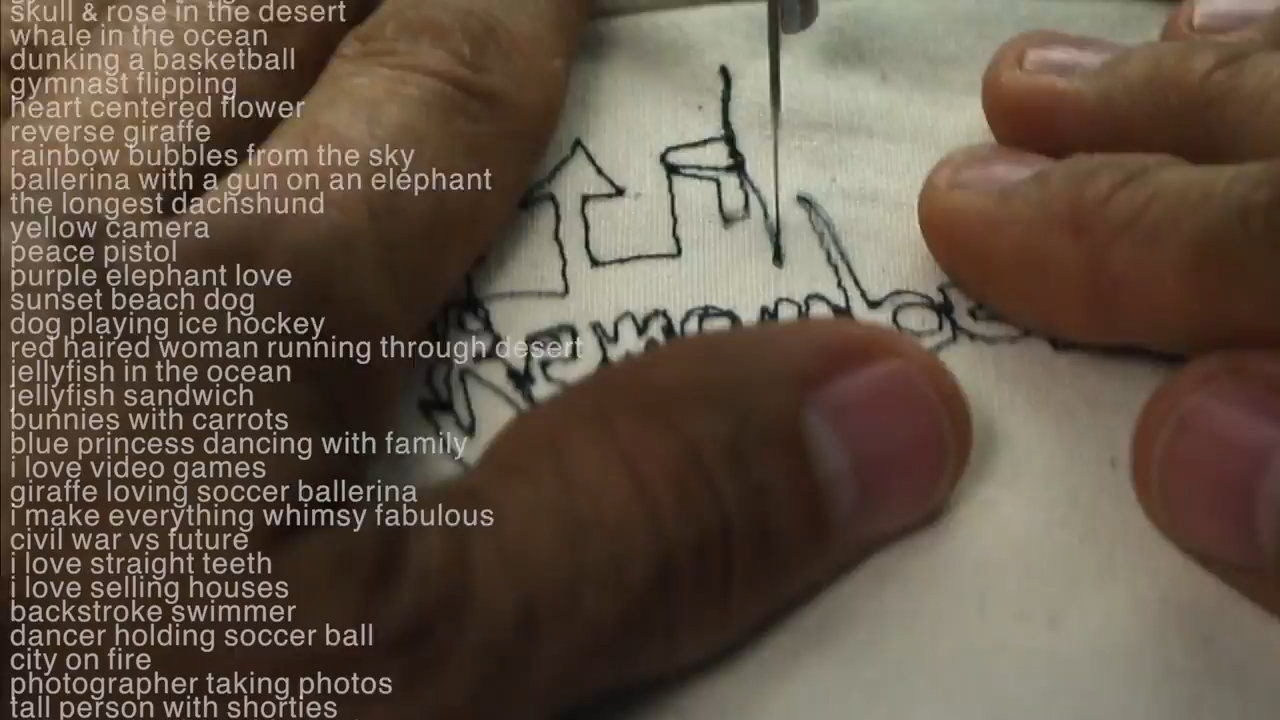 skull & rose in the desert
whale in the ocean
dunking a basketball
gymnast flipping
heart centered flower
reverse giraffe
rainbow bubbles from the sky
ballerina with a gun on an elephant
the longest dachshund
yellow camera
peace pistol
purple elephant love
sunset beach dog
dog playing ice hockey
red haired woman running through desert
jellyfish in the ocean
jellyfish sandwich
bunnies with carrots
blue princess dancing with family
i love video games
giraffe loving soccer ballerina
i make everything whimsy fabulous
civil war vs future
i love straight teeth
i love selling houses
backstroke swimmer
dancer holding soccer ball
city on fire
photographer taking photos
tall person with shorties